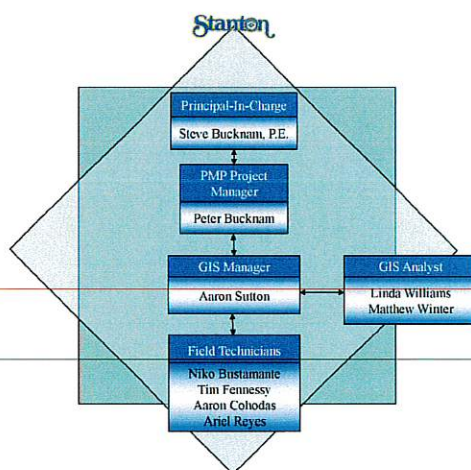 Stanton
Principal-In-Charge
Steve Bucknam, P.E.
PMP Project
Manager
Peter Bucknam
GIS Manager
Aaron Sutton
GIS Analyst
Linda Williams
Matthew Winter
Field Technicians
Niko Bustamante
Tim Fennessy
Aaron Cohodas
Ariel Reyes